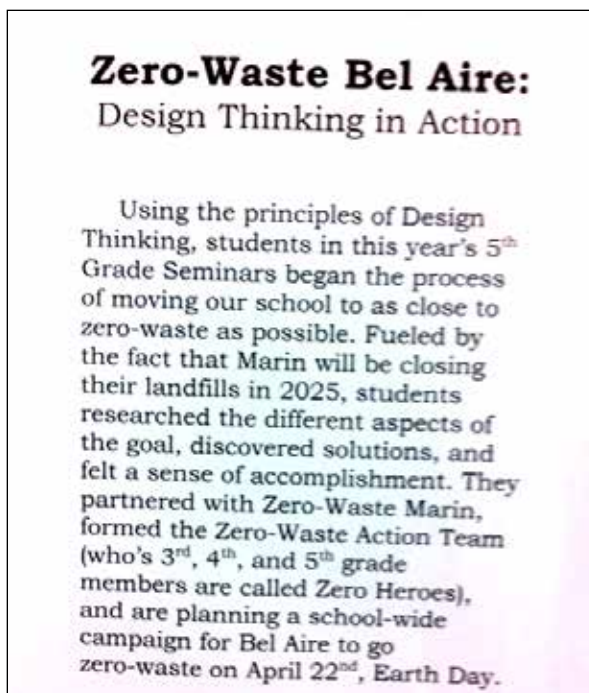 Zero-Waste Bel Aire:
Design Thinking in Action
Using the principles of Design
Thinking, students in this year's 5th
Grade Seminars began the process
of moving our school to as close to
zero-waste as possible. Fueled by
the fact that Marin will be closing
their landfills in 2025, students
researched the different aspects of
the goal, discovered solutions, and
felt a sense of accomplishment. They
partnered with Zero-Waste Marin,
formed the Zero-Waste Action Team
(who's 3rd, 4th, and 5th grade
members are called Zero Heroes),
and are planning a school-wide
campaign for Bel Aire to go
zero-waste on April 22nd, Earth Day.